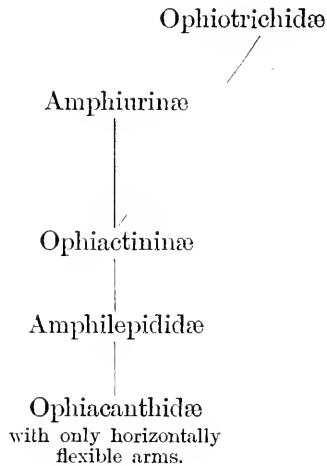 Ophiotrichidæ
Amphiurinæ
Ophiactininæ
Amphilepididæ
Ophiacanthidæ
with only horizontally
flexible arms.